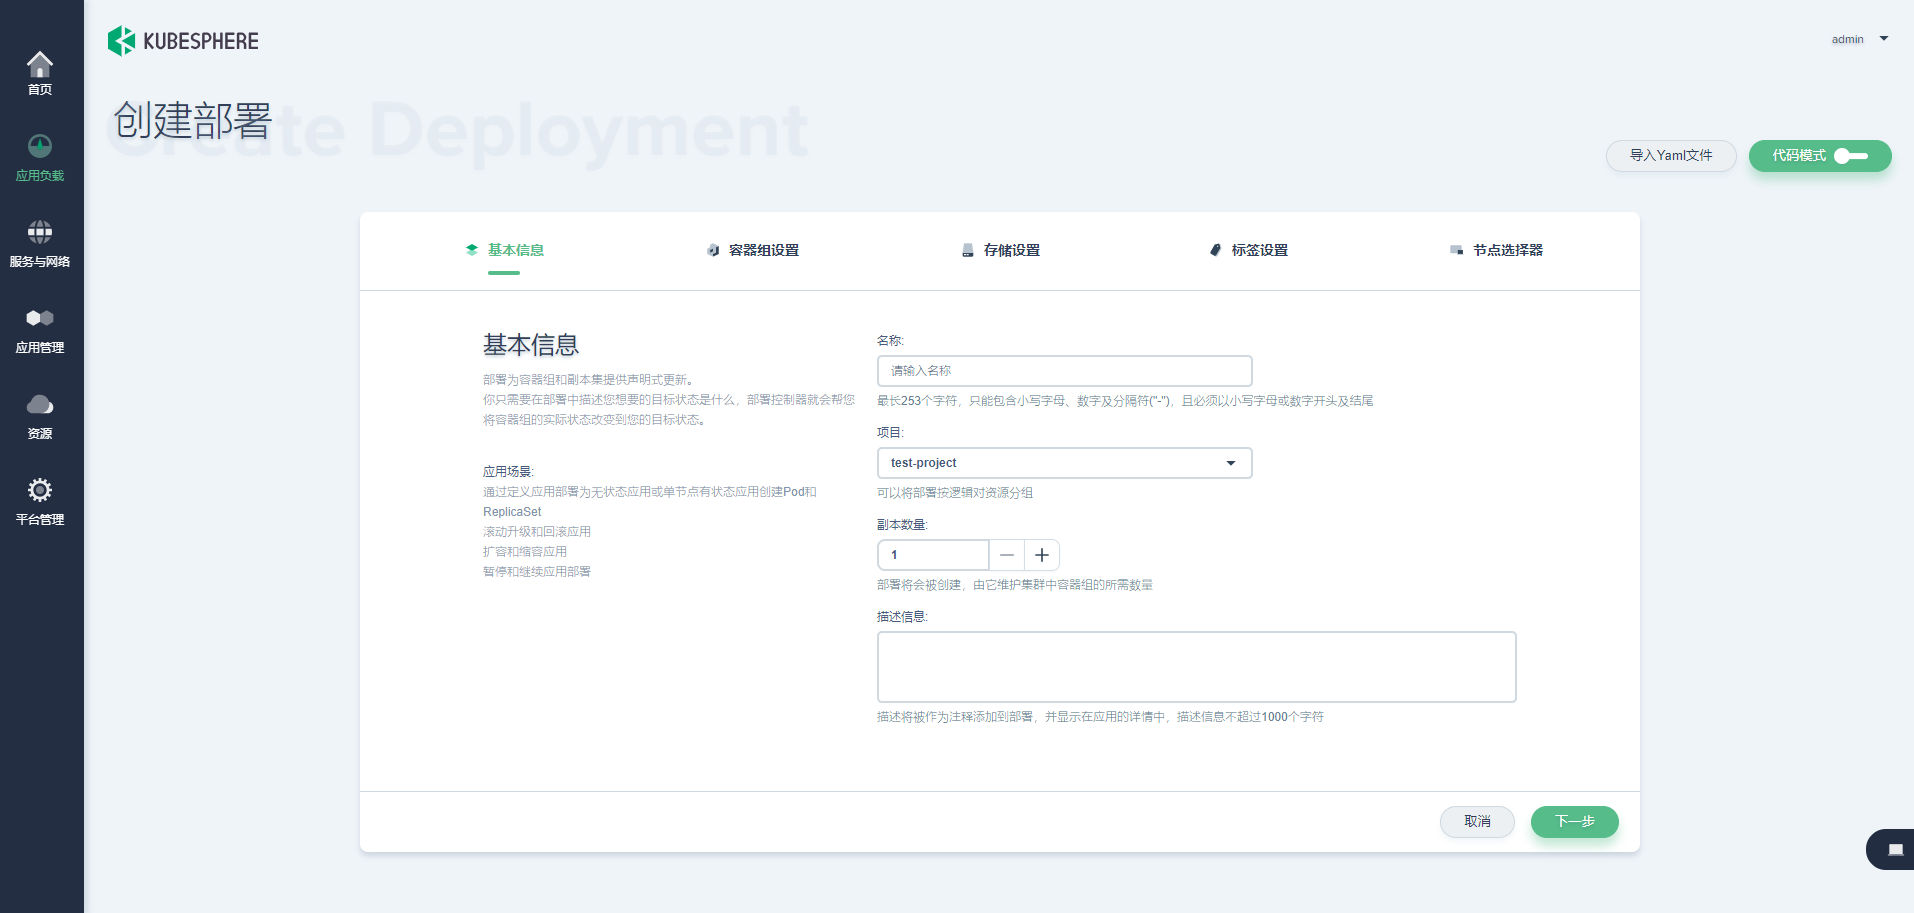 KUBESPHERE
admin
首页
应用负载
服务与网络
应用管理
资源
平台管理
Create Deployment
创建部署
导入Yaml文件
代码模式
基本信息
容器组设置
存储设置
标签设置
节点选择器
基本信息
部署为容器组和副本集提供声明式更新。
你只需要在部署中描述您想要的目标状态是什么，部署控制器就会帮您
将容器组的实际状态改变到您的目标状态。
应用场景:
通过定义应用部署为无状态应用或单节点有状态应用创建Pod和
ReplicaSet
滚动升级和回滚应用
扩容和缩容应用
暂停和继续应用部署
名称:
请输入名称
最长253个字符，只能包含小写字母、数字及分隔符("-")，且必须以小写字母或数字开头及结尾
项目:
test-project
可以将部署按逻辑对资源分组
副本数量:
1
部署将会被创建，由它维护集群中容器组的所需数量
描述信息:
描述将被作为注释添加到部署，并显示在应用的详情中，描述信息不超过1000个字符
取消
下一步